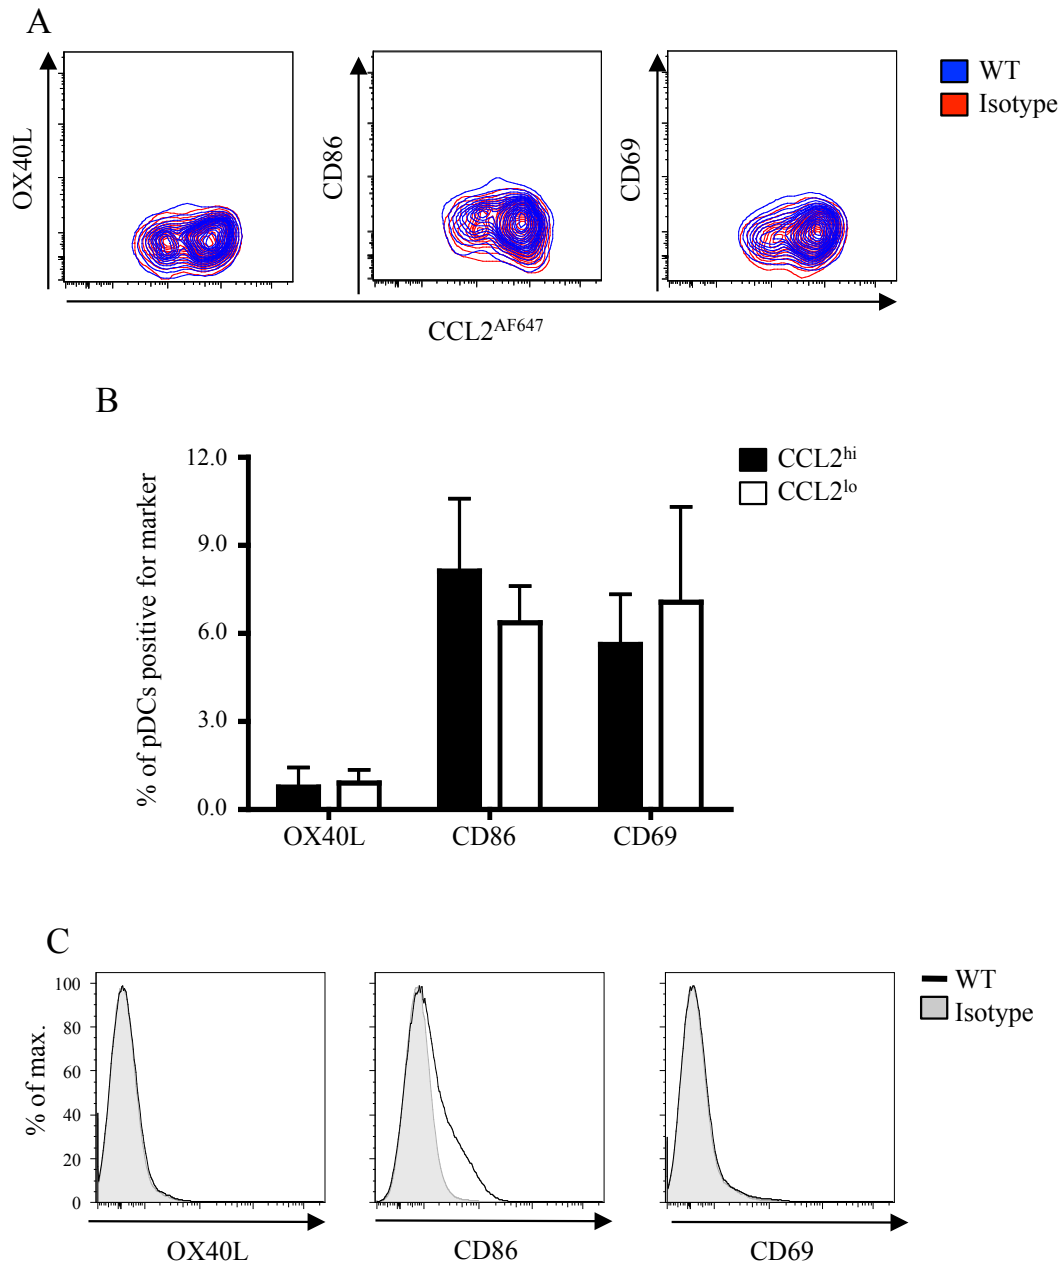 A
OX40L
CD86
CD69
WT
Isotype
CCL2AF647
B
% of pDCs positive for marker
12.0
9.0
6.0
3.0
0.0
CCL2hi
CCL2lo
OX40L CD86 CD69
C
% of max.
100
80
60
40
20
0
WT
Isotype
OX40L CD86 CD69